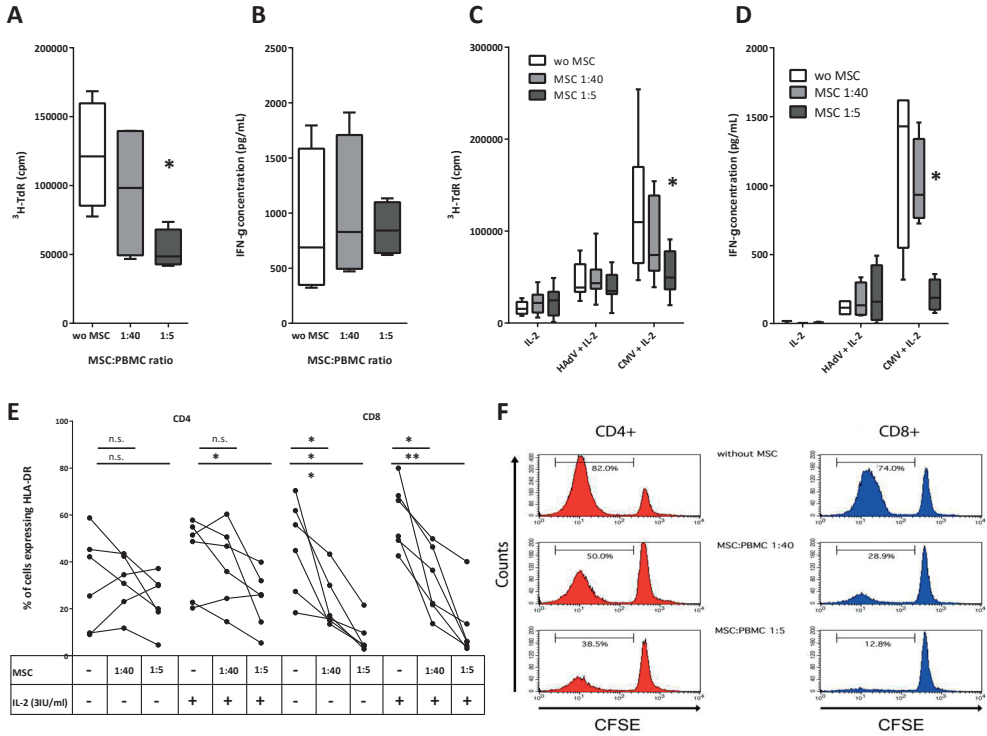 A
200000
150000
100000
50000
0
³H-TdR (cpm)
*
wo MSC 1:40 1:5
MSC:PBMC ratio
B
2500
2000
1500
1000
500
0
IFN-g concentration (pg/mL)
wo MSC 1:40 1:5
MSC:PBMC ratio
C
300000
200000
100000
0
³H-TdR (cpm)
wo MSC
MSC 1:40
MSC 1:5
*
IL-2
HAdV + IL-2
CMV + IL-2
D
2000
1500
1000
500
0
IFN-g concentration (pg/mL)
wo MSC
MSC 1:40
MSC 1:5
*
IL-2
HAdV + IL-2
CMV + IL-2
E
CD4 CD8
100
80
60
40
20
0
% of cells expressing HLA-DR
n.s. n.s. * *
n.s. * * **
*
MSC - 1:40 1:5 - 1:40 1:5 - 1:40 1:5 - 1:40 1:5
IL-2 (3IU/ml) - - - + + + - - - + + +
F
CD4+ CD8+
without MSC
82.0% 74.0%
MSC:PBMC 1:40
50.0% 28.9%
MSC:PBMC 1:5
38.5% 12.8%
Counts
10⁰ 10¹ 10² 10³ 10⁴
CFSE CFSE